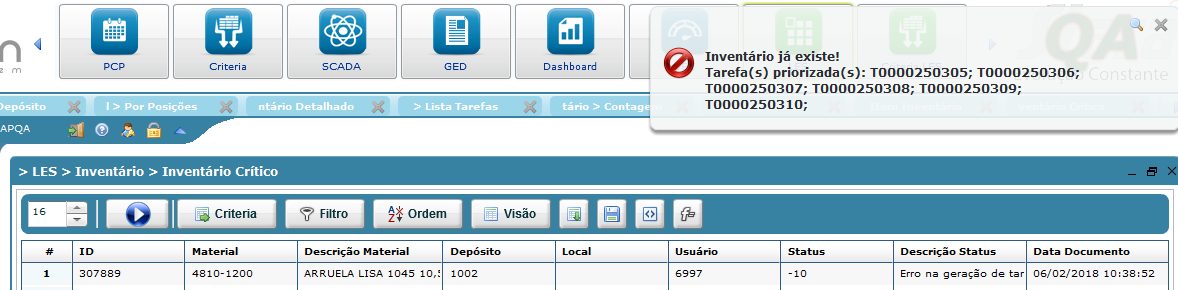 PCP
Criteria
SCADA
GED
Dashboard
Inventário já existe!
Tarefa(s) priorizada(s): T0000250305; T0000250306;
T0000250307; T0000250308; T0000250309;
T0000250310;
QA
Constante
Depósito
l > Por Posições
ntário Detalhado
> Lista Tarefas
tário > Contagem
APQA
> LES > Inventário > Inventário Crítico
16
Criteria
Filtro
Ordem
Visão
# ID Material Descrição Material Depósito Local Usuário Status Descrição Status Data Documento
1 307889 4810-1200 ARRUELA LISA 1045 10,5 1002 6997 -10 Erro na geração de tar 06/02/2018 10:38:52